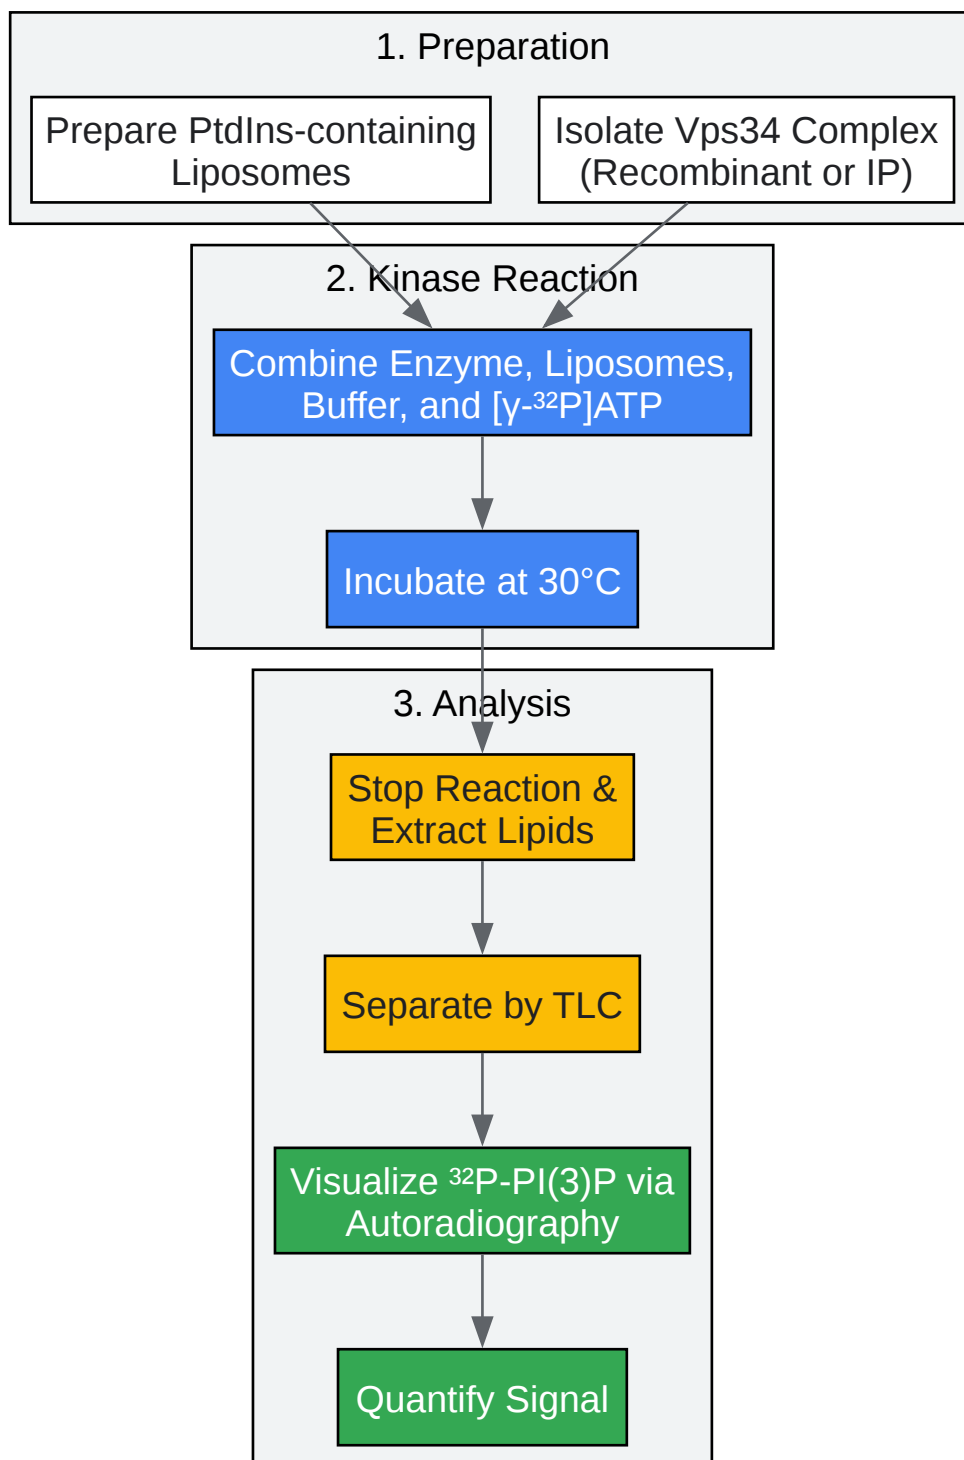 1. Preparation
Prepare PtdIns-containing
Liposomes
Isolate Vps34 Complex
(Recombinant or IP)
2. Kinase Reaction
Combine Enzyme, Liposomes,
Buffer, and [γ-³²P]ATP
Incubate at 30°C
3. Analysis
Stop Reaction &
Extract Lipids
Separate by TLC
Visualize ³²P-PI(3)P via
Autoradiography
Quantify Signal